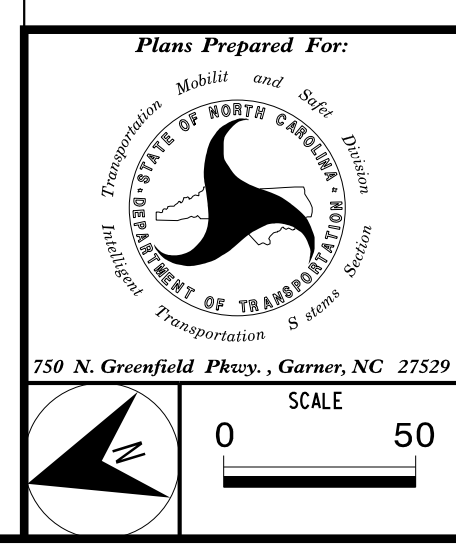 Plans Prepared For:
Transportation Mobilit and Safet Division
STATE OF NORTH CAROLINA
DEPARTMENT OF TRANSPORTATION
Intelligent Transportation S stems Section
750 N. Greenfield Pkwy. , Garner, NC 27529
N
SCALE
0 50